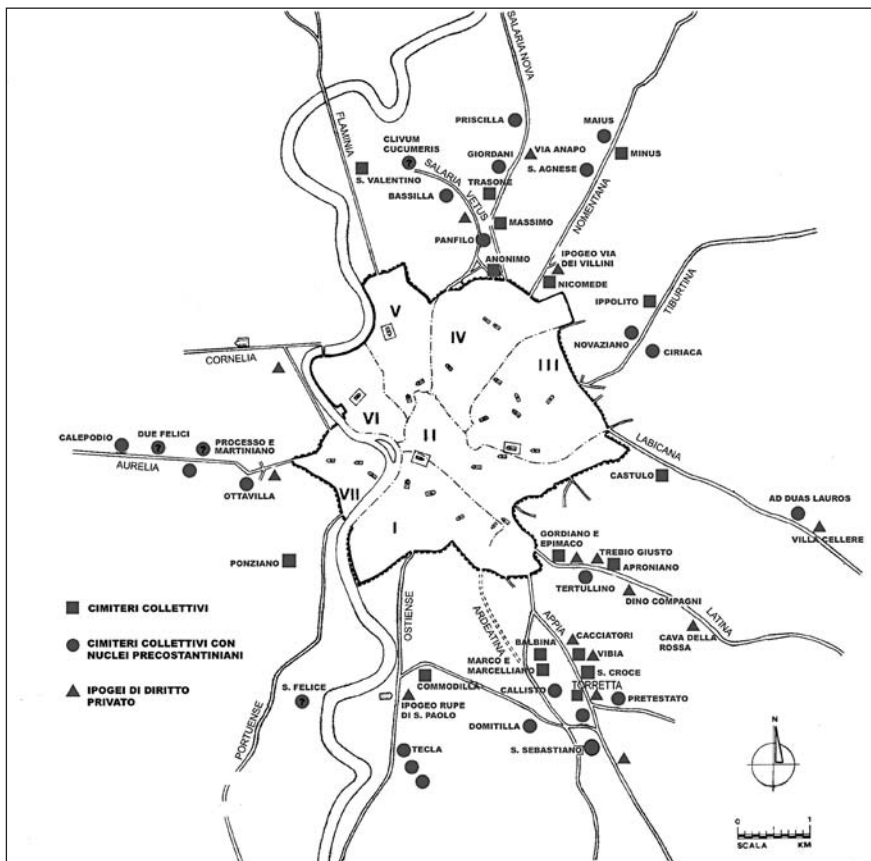 SALARIA NOVA
FLAMINIA
PRISCILLA
MAIUS
CLIVUM
CUCUMERIS
?
GIORDANI
VIA ANAPO
MINUS
S. AGNESE
S. VALENTINO
SALARIA
VETUS
TRASONE
BASSILLA
NOMENTANA
MASSIMO
PANFILO
ANONIMO
IPOGEO VIA
DEI VILLINI
NICOMEDE
IPPOLITO
TIBURTINA
NOVAZIANO
CIRIACA
V
IV
III
CORNELIA
VI
II
VII
I
CALEPODIO
DUE FELICI
?
?
PROCESSO E
MARTINIANO
AURELIA
OTTAVILLA
LABICANA
CASTULO
AD DUAS LAUROS
VILLA CELLERE
GORDIANO E
EPIMACO
TREBIO GIUSTO
APRONIANO
TERTULLINO
DINO COMPAGNI
LATINA
CAVA DELLA
ROSSA
PONZIANO
OSTIENSE
ARDEATINA
APPIA
CACCIATORI
BALBINA
VIBIA
MARCO E
MARCELLIANO
S. CROCE
CALLISTO
TORRETTA
PRETESTATO
COMMODILLA
IPOGEO RUPE
DI S. PAOLO
DOMITILLA
S. SEBASTIANO
TECLA
S. FELICE
?
PORTUENSE
CIMITERI COLLETTIVI
CIMITERI COLLETTIVI CON
NUCLEI PRECOSTANTINIANI
IPOGEI DI DIRITTO
PRIVATO
N
0 1
SCALA KM